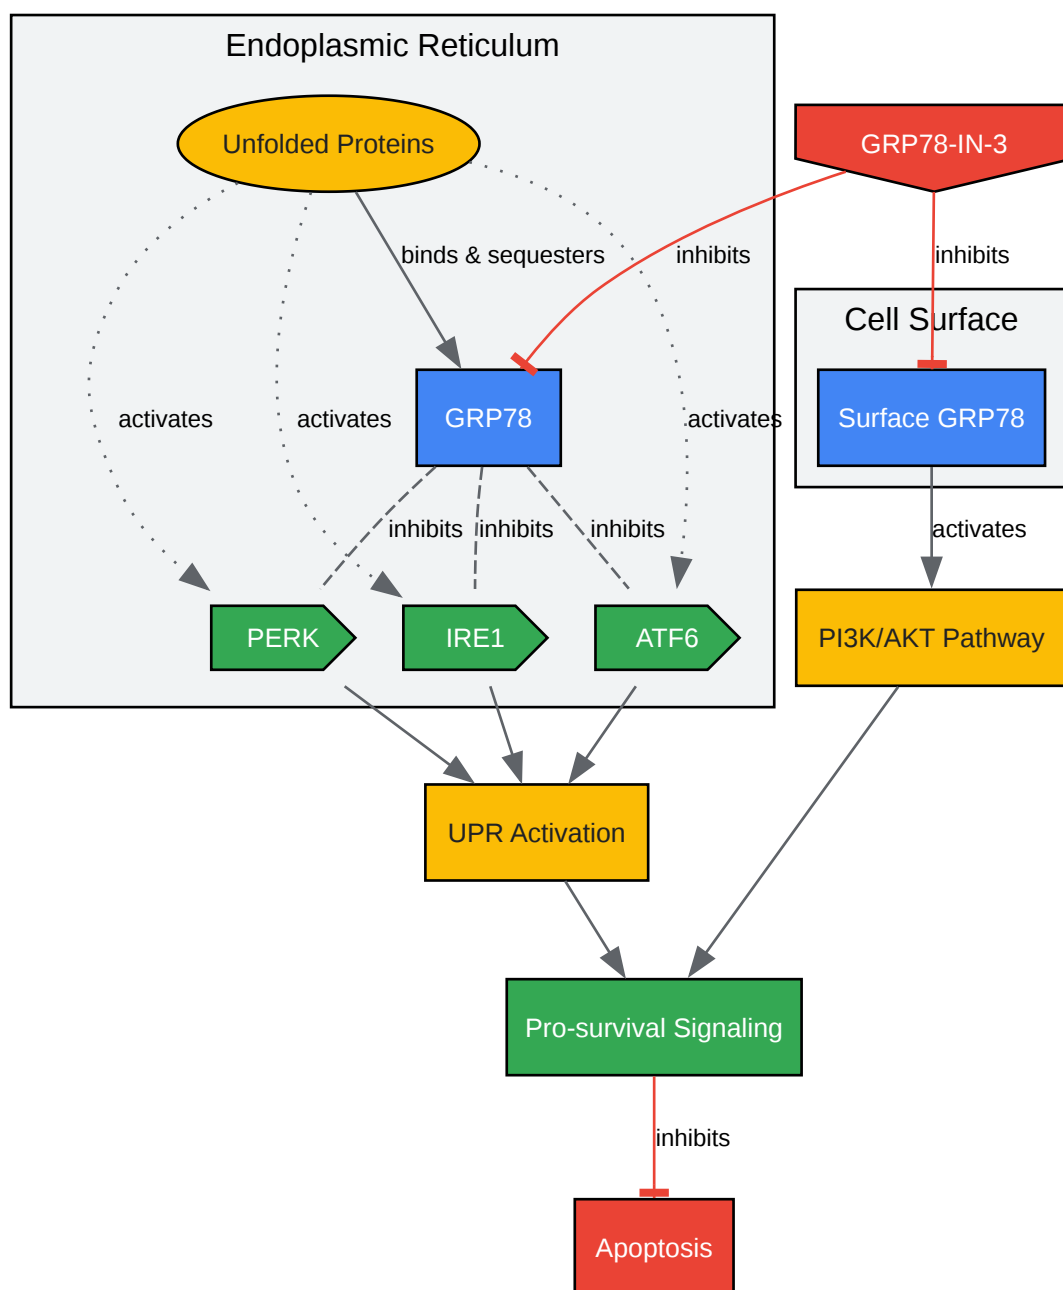 Endoplasmic Reticulum
Unfolded Proteins
GRP78-IN-3
binds & sequesters
inhibits
inhibits
Cell Surface
GRP78
Surface GRP78
activates
activates
activates
inhibits
inhibits
inhibits
activates
PERK
IRE1
ATF6
PI3K/AKT Pathway
UPR Activation
Pro-survival Signaling
inhibits
Apoptosis